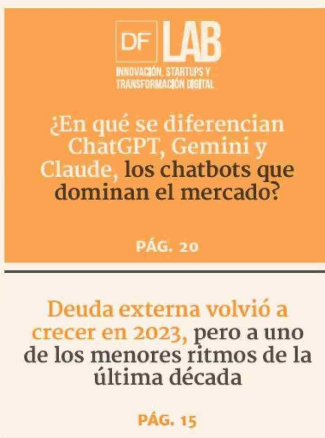 DF LAB
INNOVACIÓN, STARTUPS Y
TRANSFORMACIÓN DIGITAL
¿En qué se diferencian
ChatGPT, Gemini y
Claude, los chatbots que
dominan el mercado?
PÁG. 20
Deuda externa volvió a
crecer en 2023, pero a uno
de los menores ritmos de la
última década
PÁG. 15